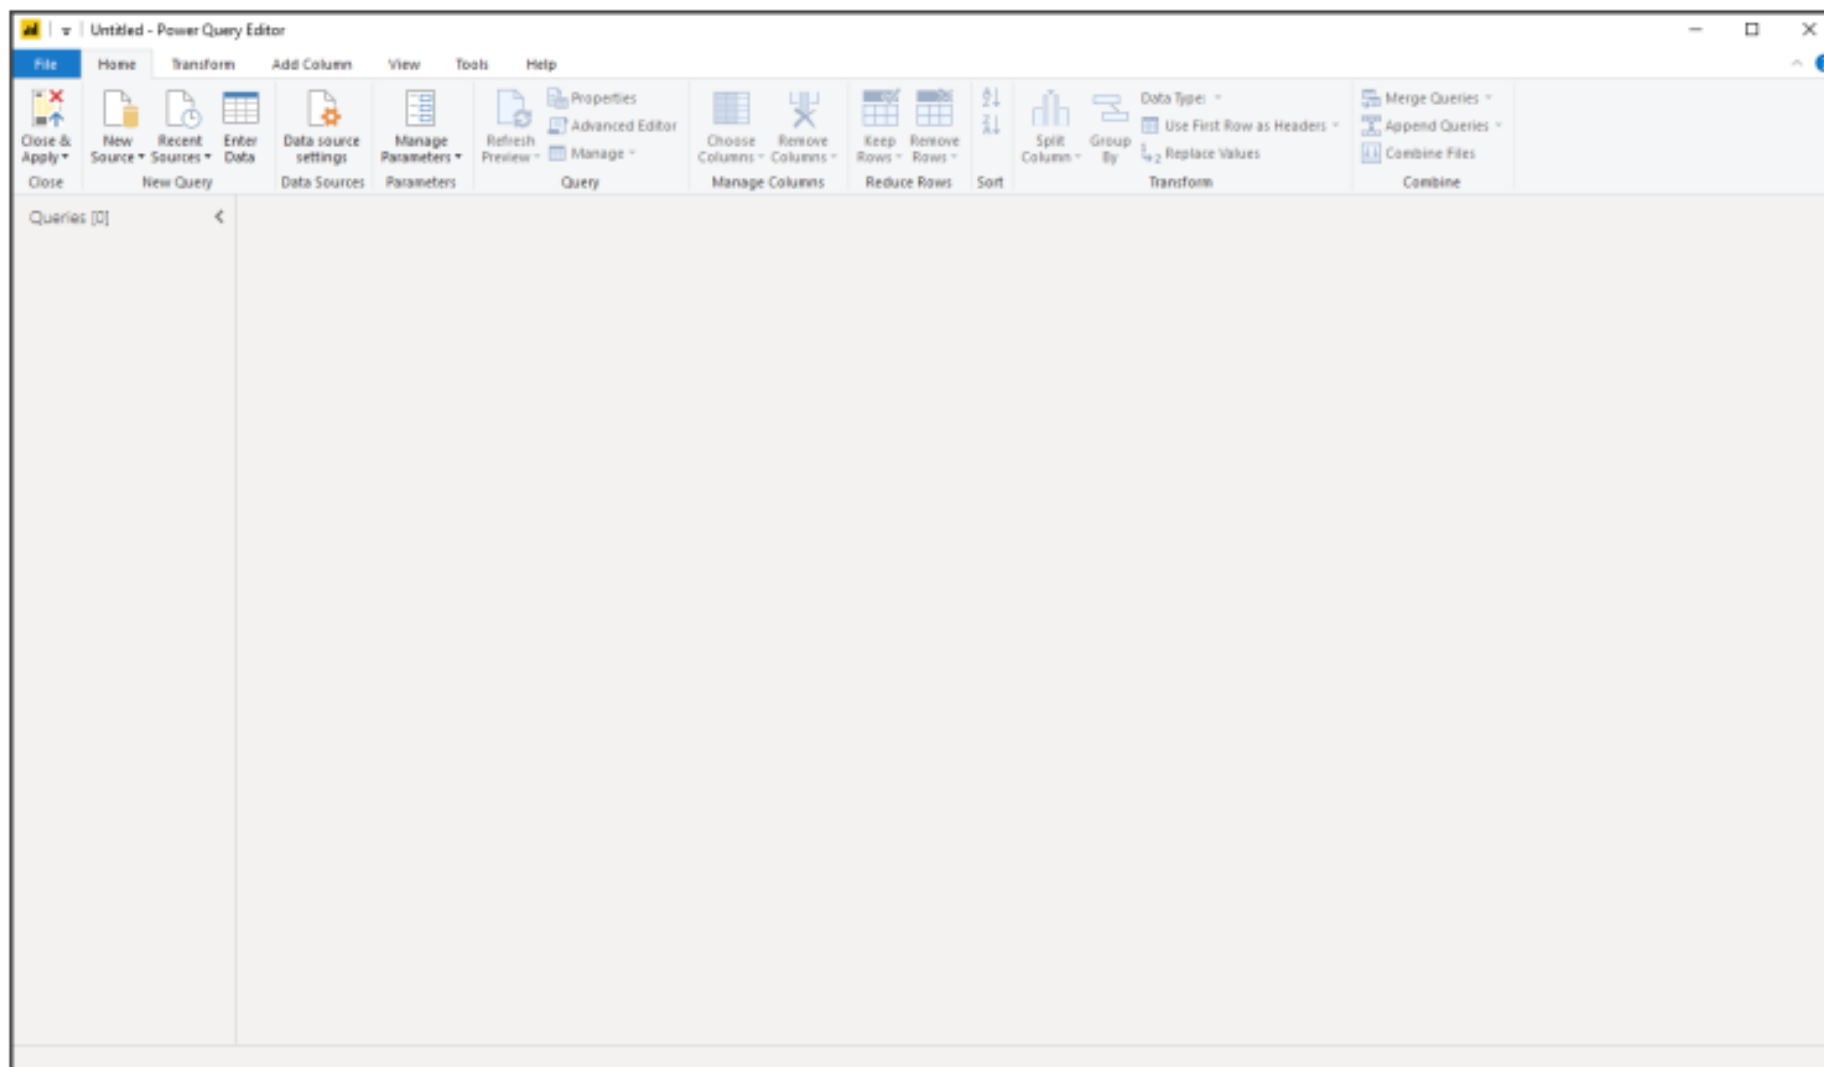 Untitled - Power Query Editor
File Home Transform Add Column View Tools Help
Close & Apply
New Source
Recent Sources
Enter Data
Data source settings
Manage Parameters
Refresh Preview
Properties
Advanced Editor
Manage
Choose Columns
Remove Columns
Keep Rows
Remove Rows
Split Column
Group By
Data Type:
Use First Row as Headers
Replace Values
Merge Queries
Append Queries
Combine Files
Close New Query Data Sources Parameters Query Manage Columns Reduce Rows Sort Transform Combine
Queries [0]